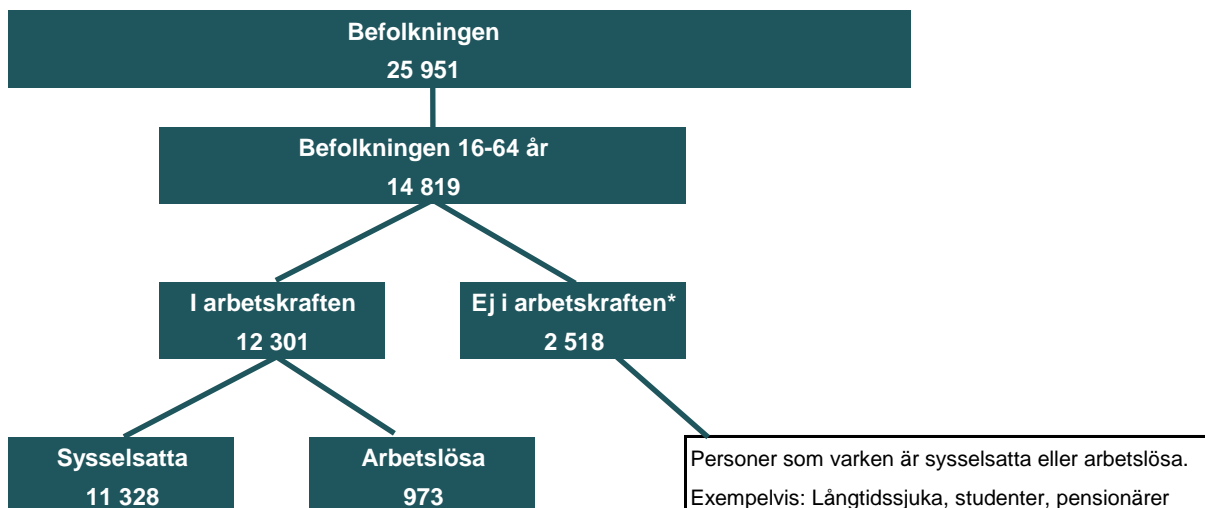 Befolkningen
25 951
Befolkningen 16-64 år
14 819
I arbetskraften
12 301
Ej i arbetskraften*
2 518
Sysselsatta
11 328
Arbetslösa
973
Personer som varken är sysselsatta eller arbetslösa.
Exempelvis: Långtidssjuka, studenter, pensionärer